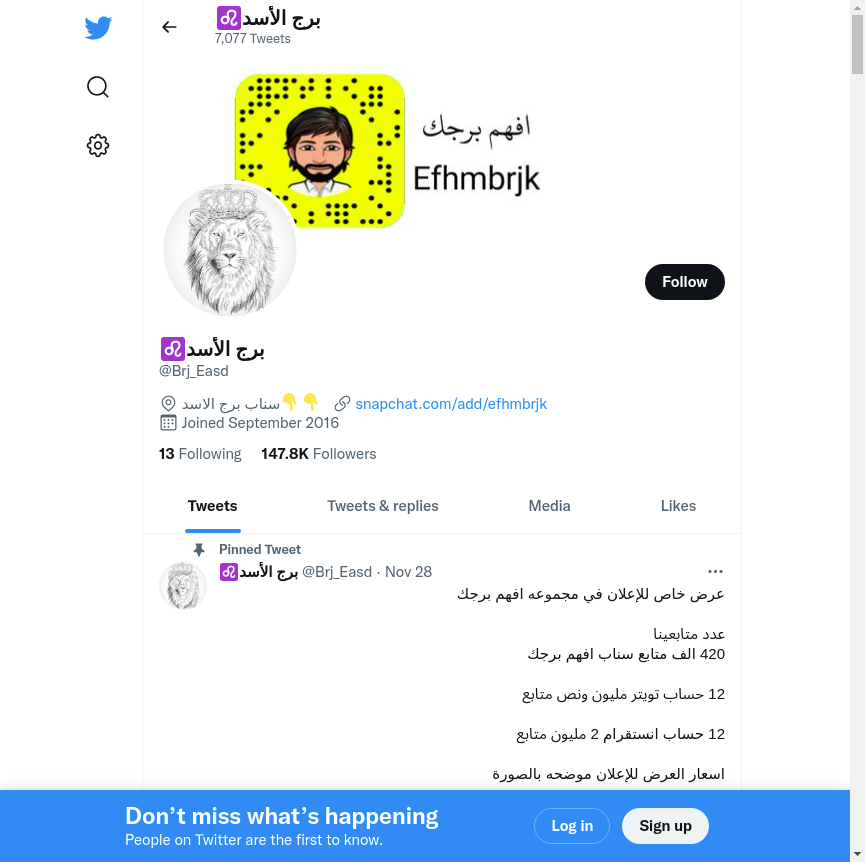 برج الأسد♌
7,077 Tweets
افهم برجك
Efhmbrjk
Follow
برج الأسد♌
@Brj_Easd
سناب برج الاسد👇👇 snapchat.com/add/efhmbrjk
Joined September 2016
13 Following 147.8K Followers
Tweets Tweets & replies Media Likes
Pinned Tweet
برج الأسد♌ @Brj_Easd · Nov 28
عرض خاص للإعلان في مجموعه افهم برجك
عدد متابعينا
420 الف متابع سناب افهم برجك
12 حساب تويتر مليون ونص متابع
12 حساب انستقرام 2 مليون متابع
اسعار العرض للإعلان موضحه بالصورة
Don’t miss what’s happening
People on Twitter are the first to know.
Log in Sign up